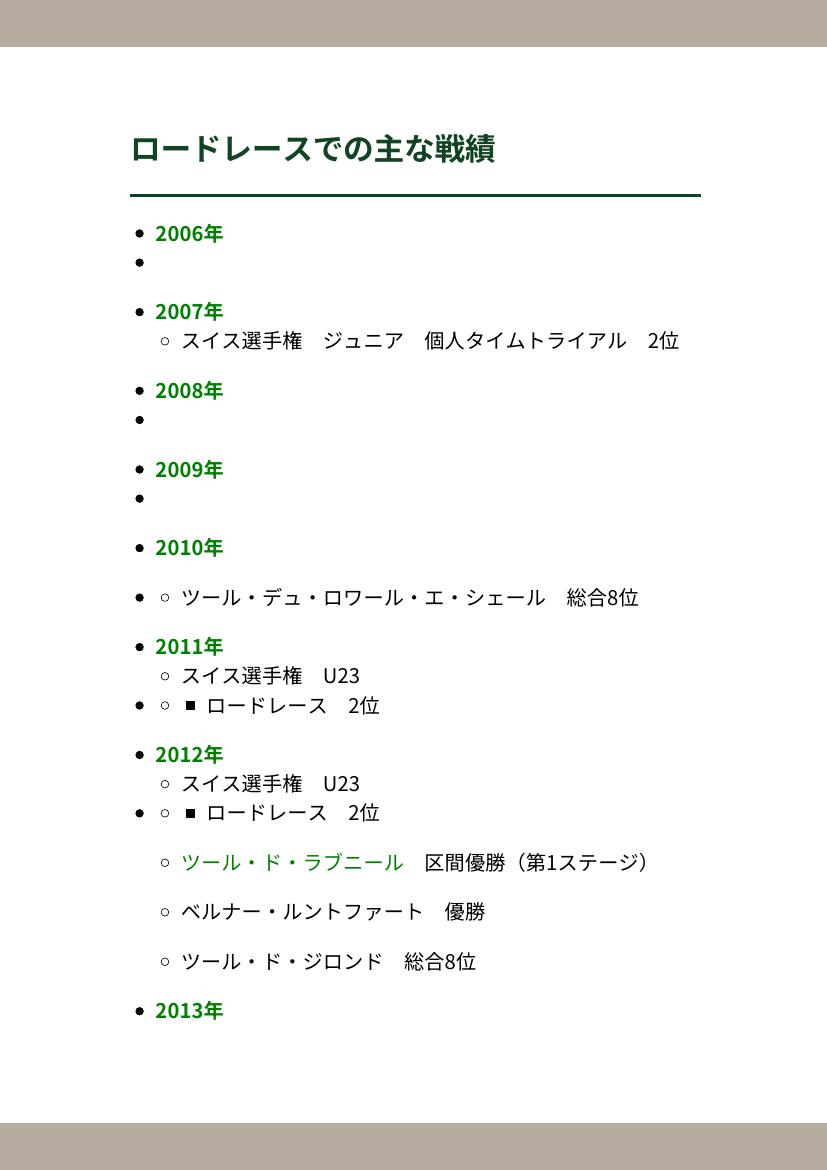 ロードレースでの主な戦績
• 2006年
•
• 2007年
○ スイス選手権　ジュニア　個人タイムトライアル　2位
• 2008年
•
• 2009年
•
• 2010年
• ○ ツール・デュ・ロワール・エ・シェール　総合8位
• 2011年
○ スイス選手権　U23
• ○ ■ ロードレース　2位
• 2012年
○ スイス選手権　U23
• ○ ■ ロードレース　2位
○ ツール・ド・ラブニール　区間優勝（第1ステージ）
○ ベルナー・ルントファート　優勝
○ ツール・ド・ジロンド　総合8位
• 2013年